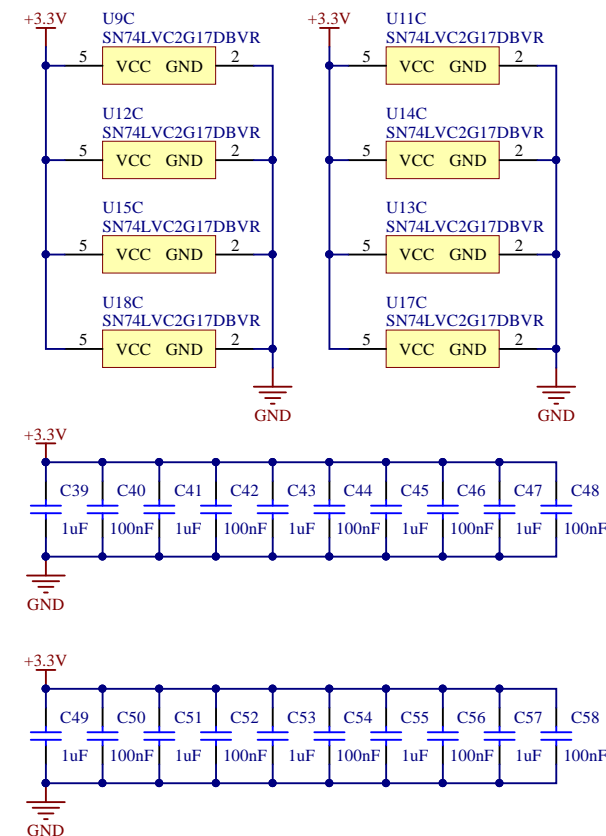 +3.3V
U9C
SN74LVC2G17DBVR
5 VCC GND 2
U12C
SN74LVC2G17DBVR
5 VCC GND 2
U15C
SN74LVC2G17DBVR
5 VCC GND 2
U18C
SN74LVC2G17DBVR
5 VCC GND 2
GND
+3.3V
U11C
SN74LVC2G17DBVR
5 VCC GND 2
U14C
SN74LVC2G17DBVR
5 VCC GND 2
U13C
SN74LVC2G17DBVR
5 VCC GND 2
U17C
SN74LVC2G17DBVR
5 VCC GND 2
GND
+3.3V
C39 C40 C41 C42 C43 C44 C45 C46 C47 C48
1uF 100nF 1uF 100nF 1uF 100nF 1uF 100nF 1uF 100nF
GND
+3.3V
C49 C50 C51 C52 C53 C54 C55 C56 C57 C58
1uF 100nF 1uF 100nF 1uF 100nF 1uF 100nF 1uF 100nF
GND